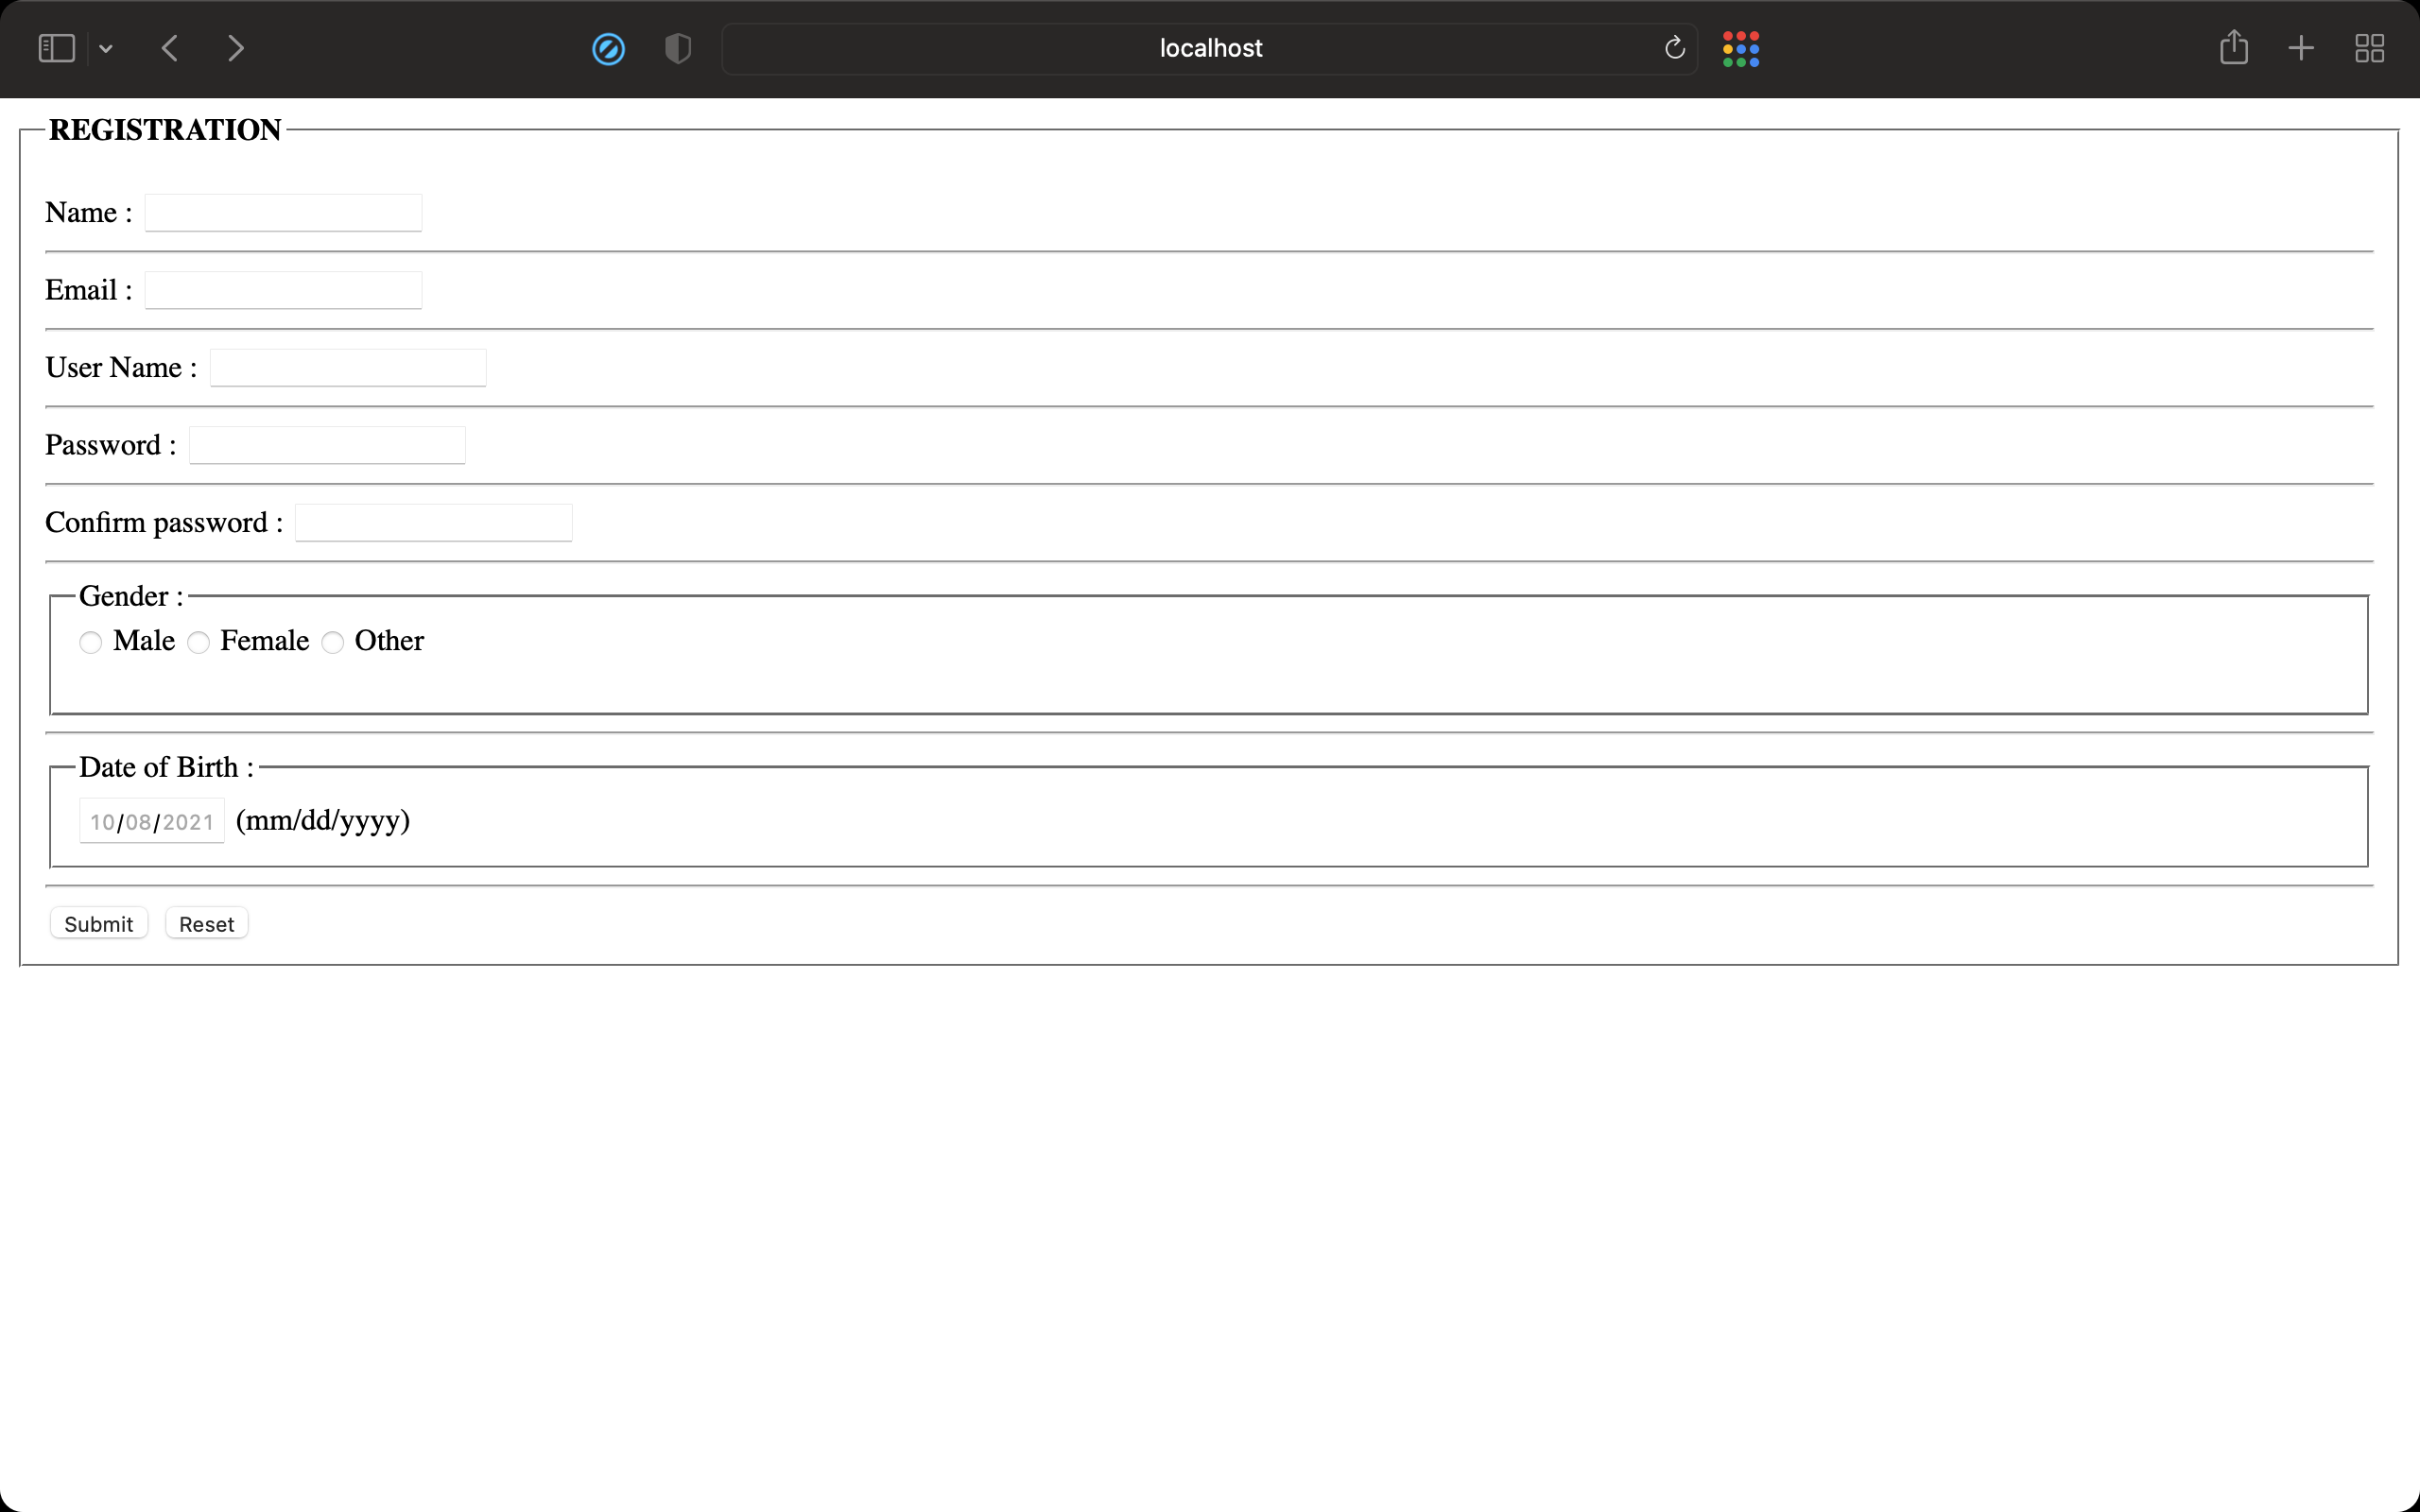 localhost
REGISTRATION
Name :
Email :
User Name :
Password :
Confirm password :
Gender :
Male Female Other
Date of Birth :
10/08/2021 (mm/dd/yyyy)
Submit Reset